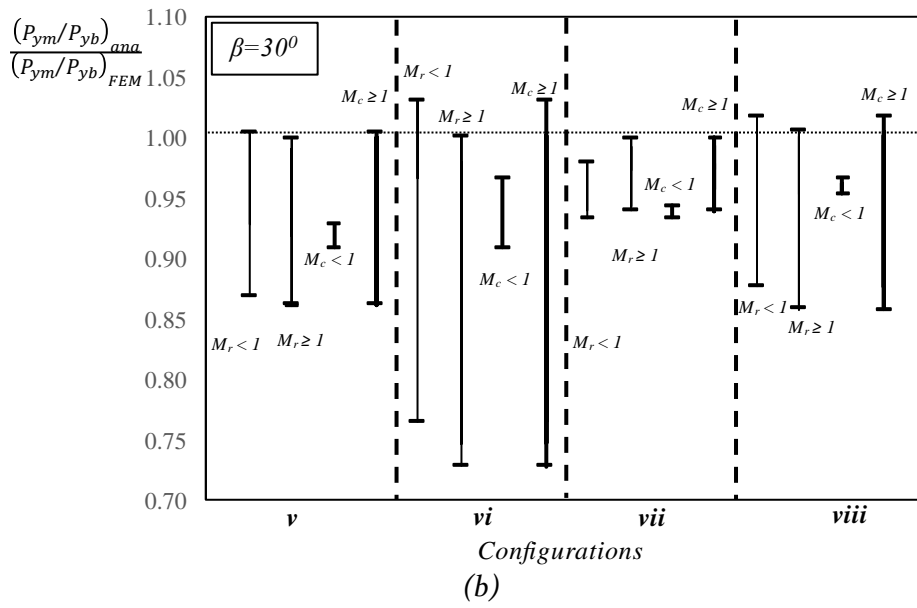 (P_ym/P_yb)_ana
(P_ym/P_yb)_FEM
β=30⁰
1.10
1.05
1.00
0.95
0.90
0.85
0.80
0.75
0.70
M_r < 1
M_r ≥ 1
M_c < 1
M_c ≥ 1
M_r < 1
M_r ≥ 1
M_c < 1
M_c ≥ 1
M_r < 1
M_r ≥ 1
M_c < 1
M_c ≥ 1
M_r < 1
M_r ≥ 1
M_c < 1
M_c ≥ 1
v vi vii viii
Configurations
(b)